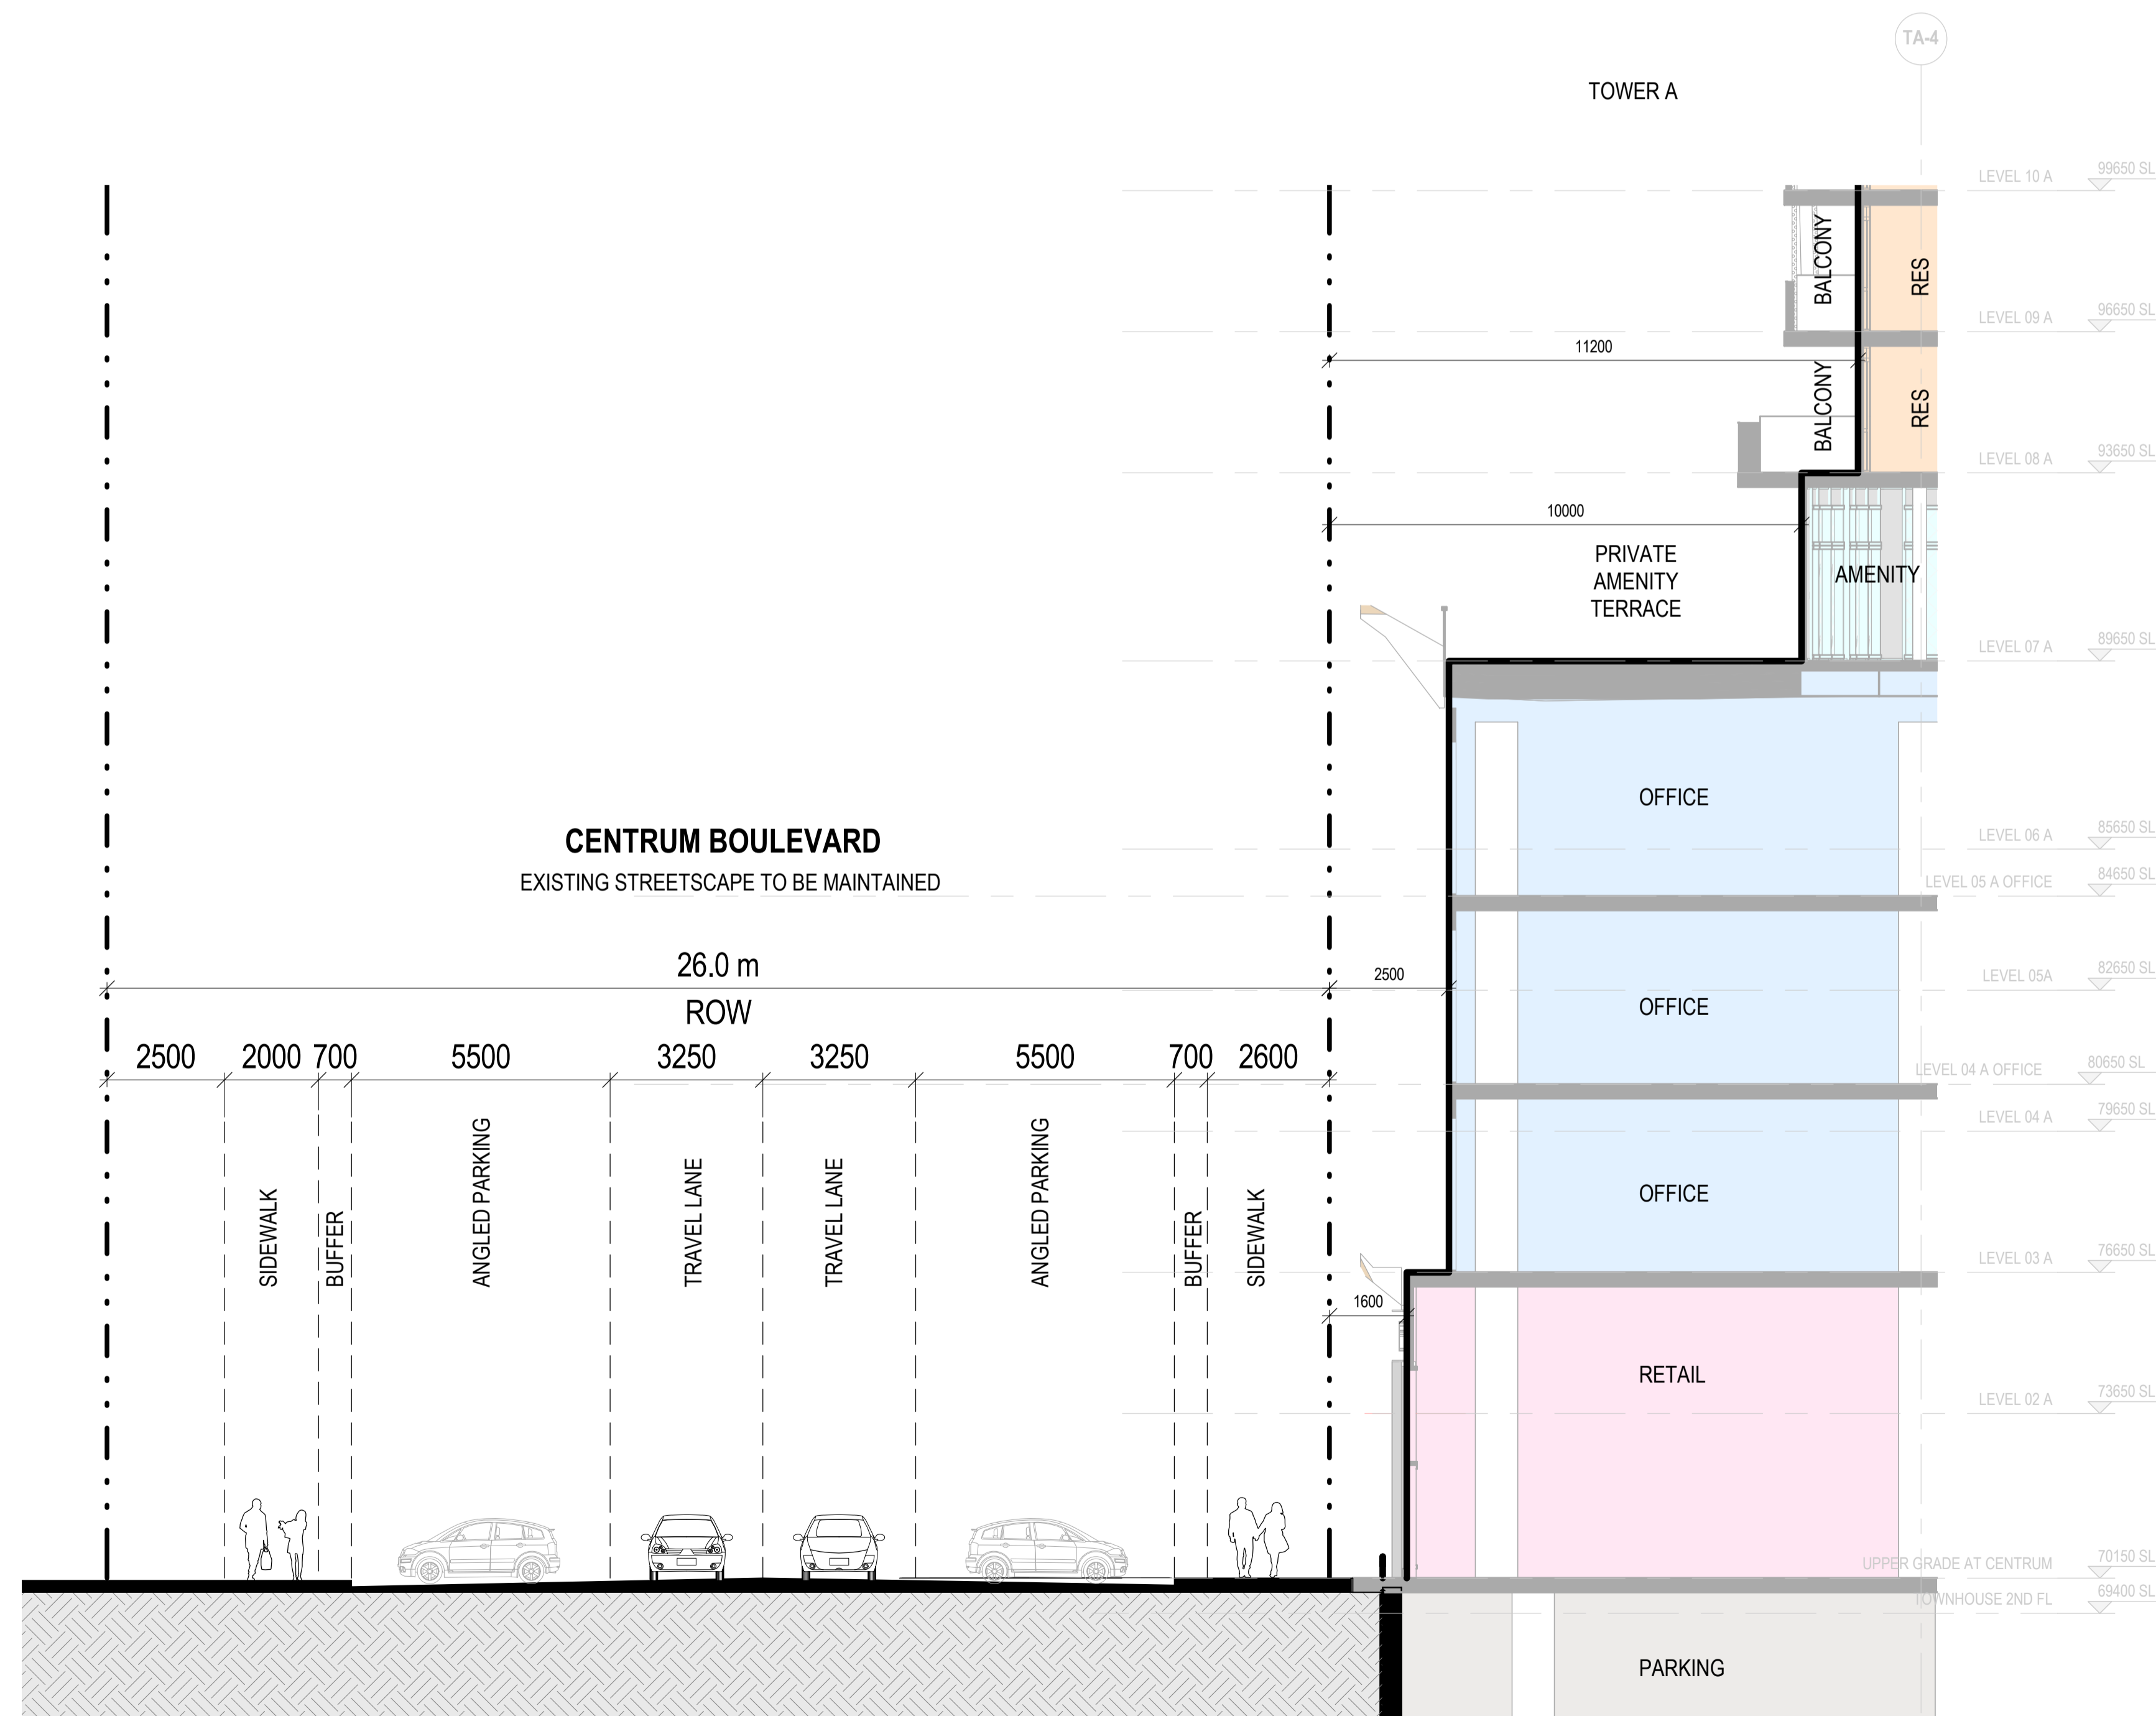 TA-4
TOWER A
LEVEL 10 A
99650 SL
BALCONY
RES
LEVEL 09 A
96650 SL
11200
BALCONY
RES
LEVEL 08 A
93650 SL
10000
PRIVATE
AMENITY
TERRACE
AMENITY
LEVEL 07 A
89650 SL
OFFICE
CENTRUM BOULEVARD
EXISTING STREETSCAPE TO BE MAINTAINED
LEVEL 06 A
85650 SL
LEVEL 05 A OFFICE
84650 SL
26.0 m
ROW
2500
OFFICE
LEVEL 05A
82650 SL
2500
2000
700
5500
3250
3250
5500
700
2600
LEVEL 04 A OFFICE
80650 SL
LEVEL 04 A
79650 SL
SIDEWALK
BUFFER
ANGLED PARKING
TRAVEL LANE
TRAVEL LANE
ANGLED PARKING
BUFFER
SIDEWALK
OFFICE
LEVEL 03 A
76650 SL
1600
RETAIL
LEVEL 02 A
73650 SL
UPPER GRADE AT CENTRUM
70150 SL
TOWNHOUSE 2ND FL
69400 SL
PARKING